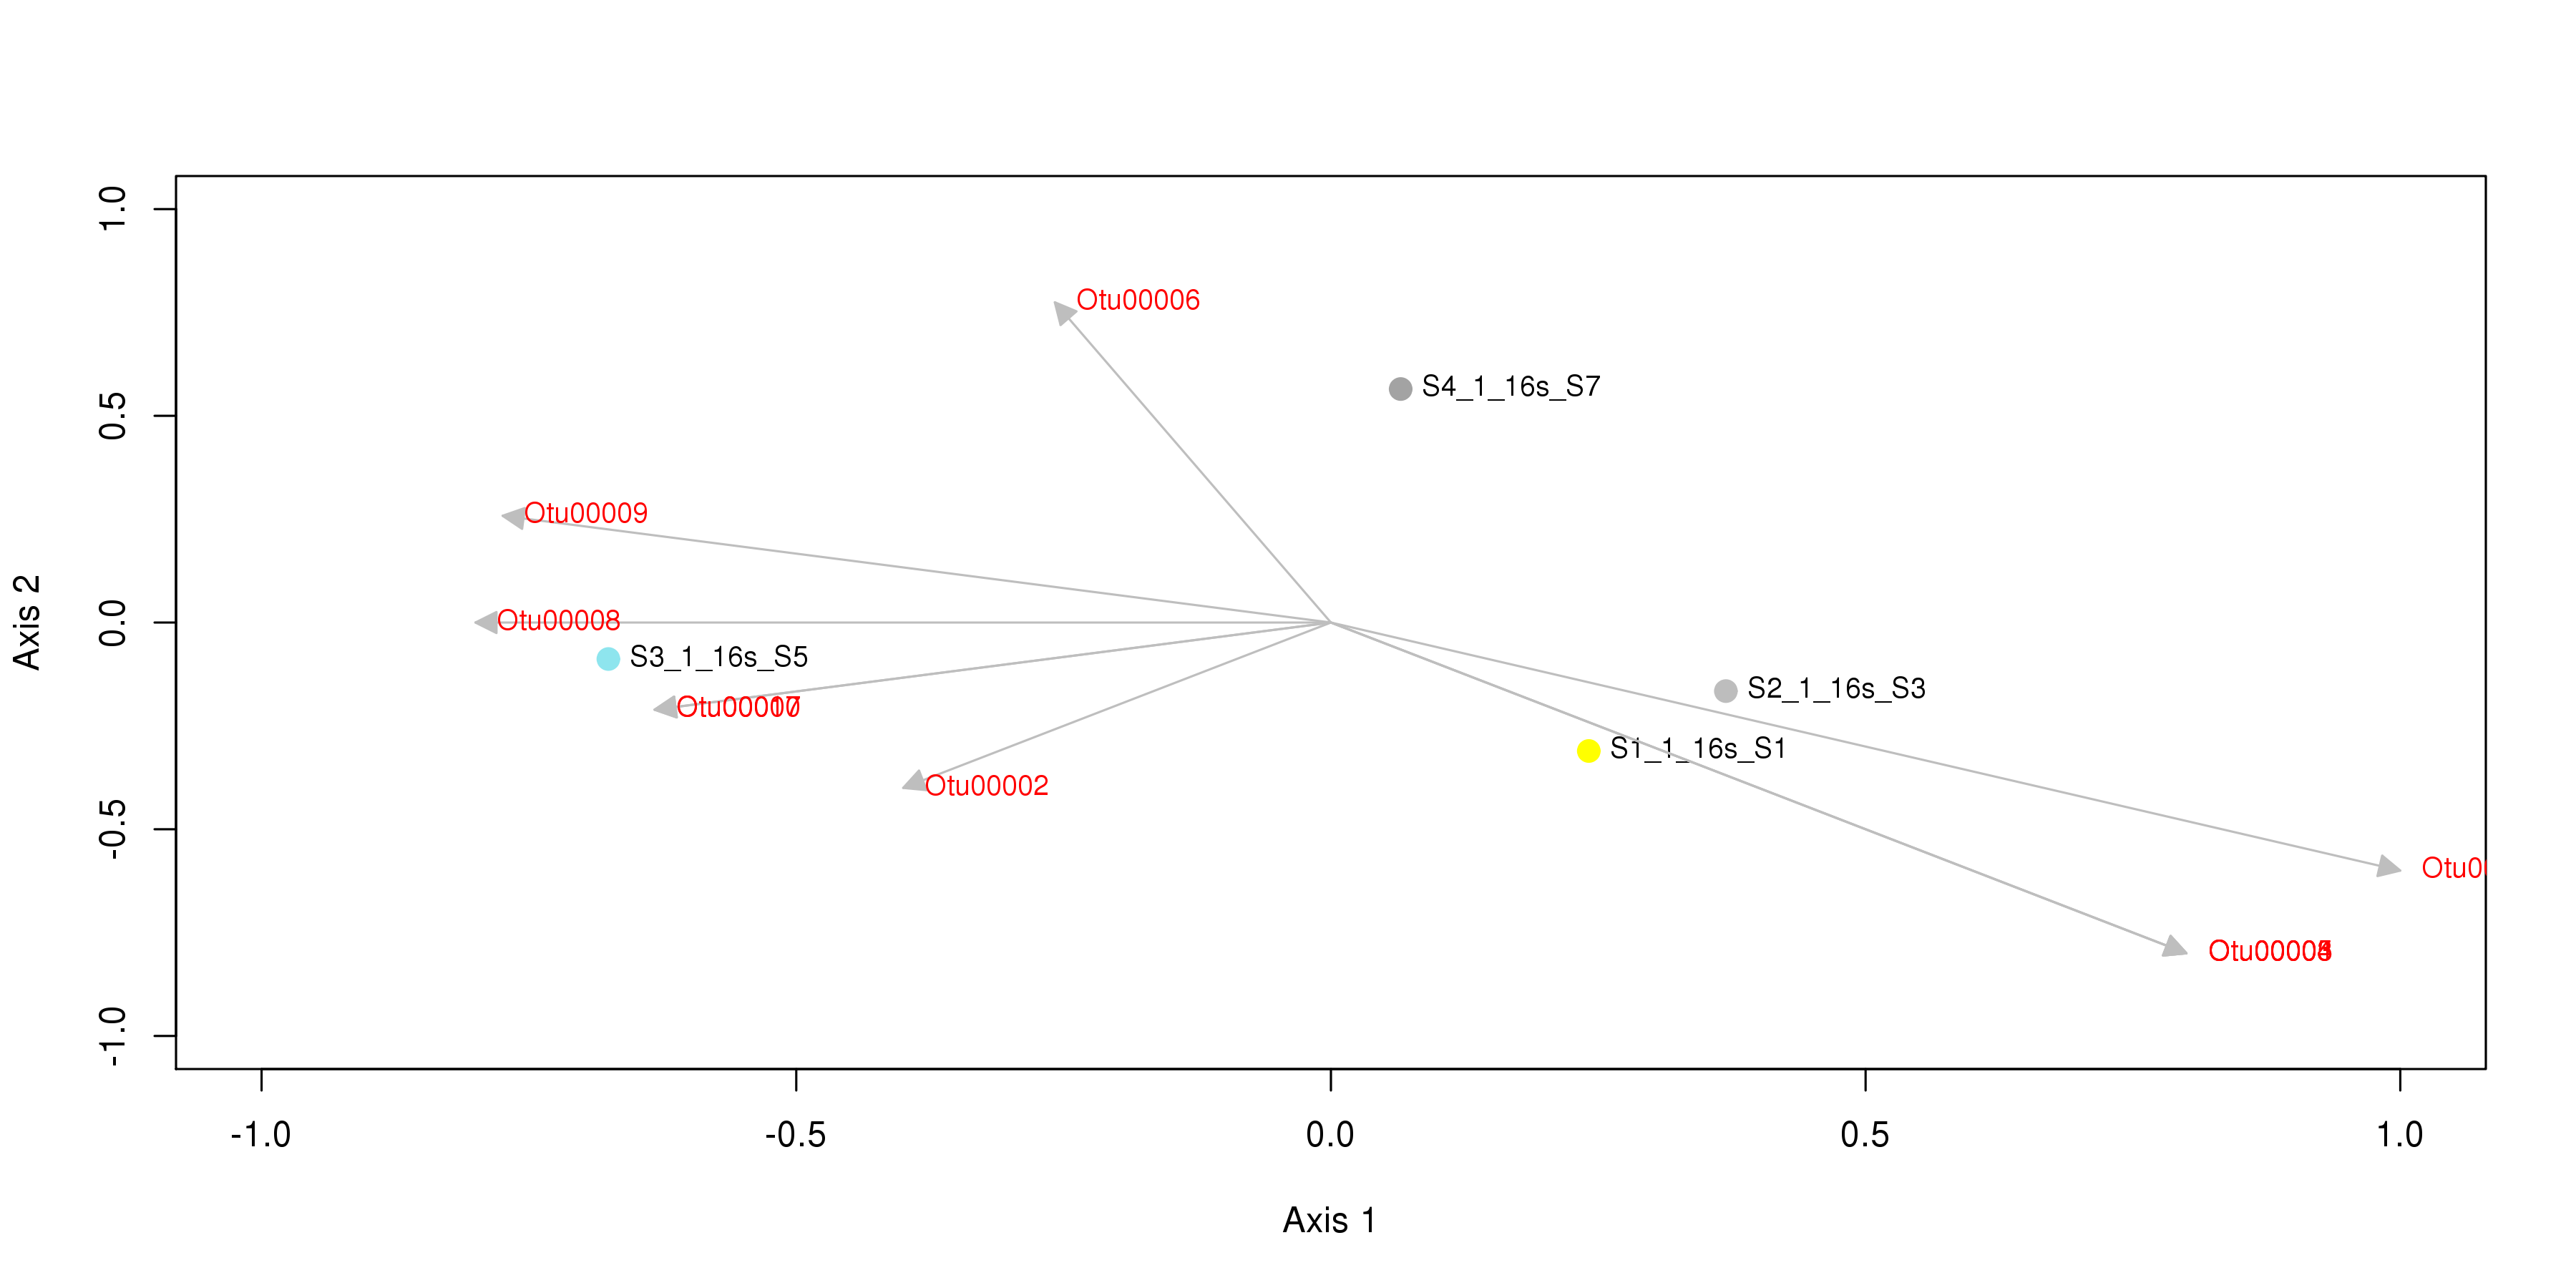 1.0
Otu00006
S4_1_16s_S7
0.5
Otu00009
Axis 2
0.0
Otu00008
S3_1_16s_S5
S2_1_16s_S3
S1_1_16s_S1
Otu00002
-0.5
-1.0
-1.0
-0.5
0.0
0.5
1.0
Axis 1